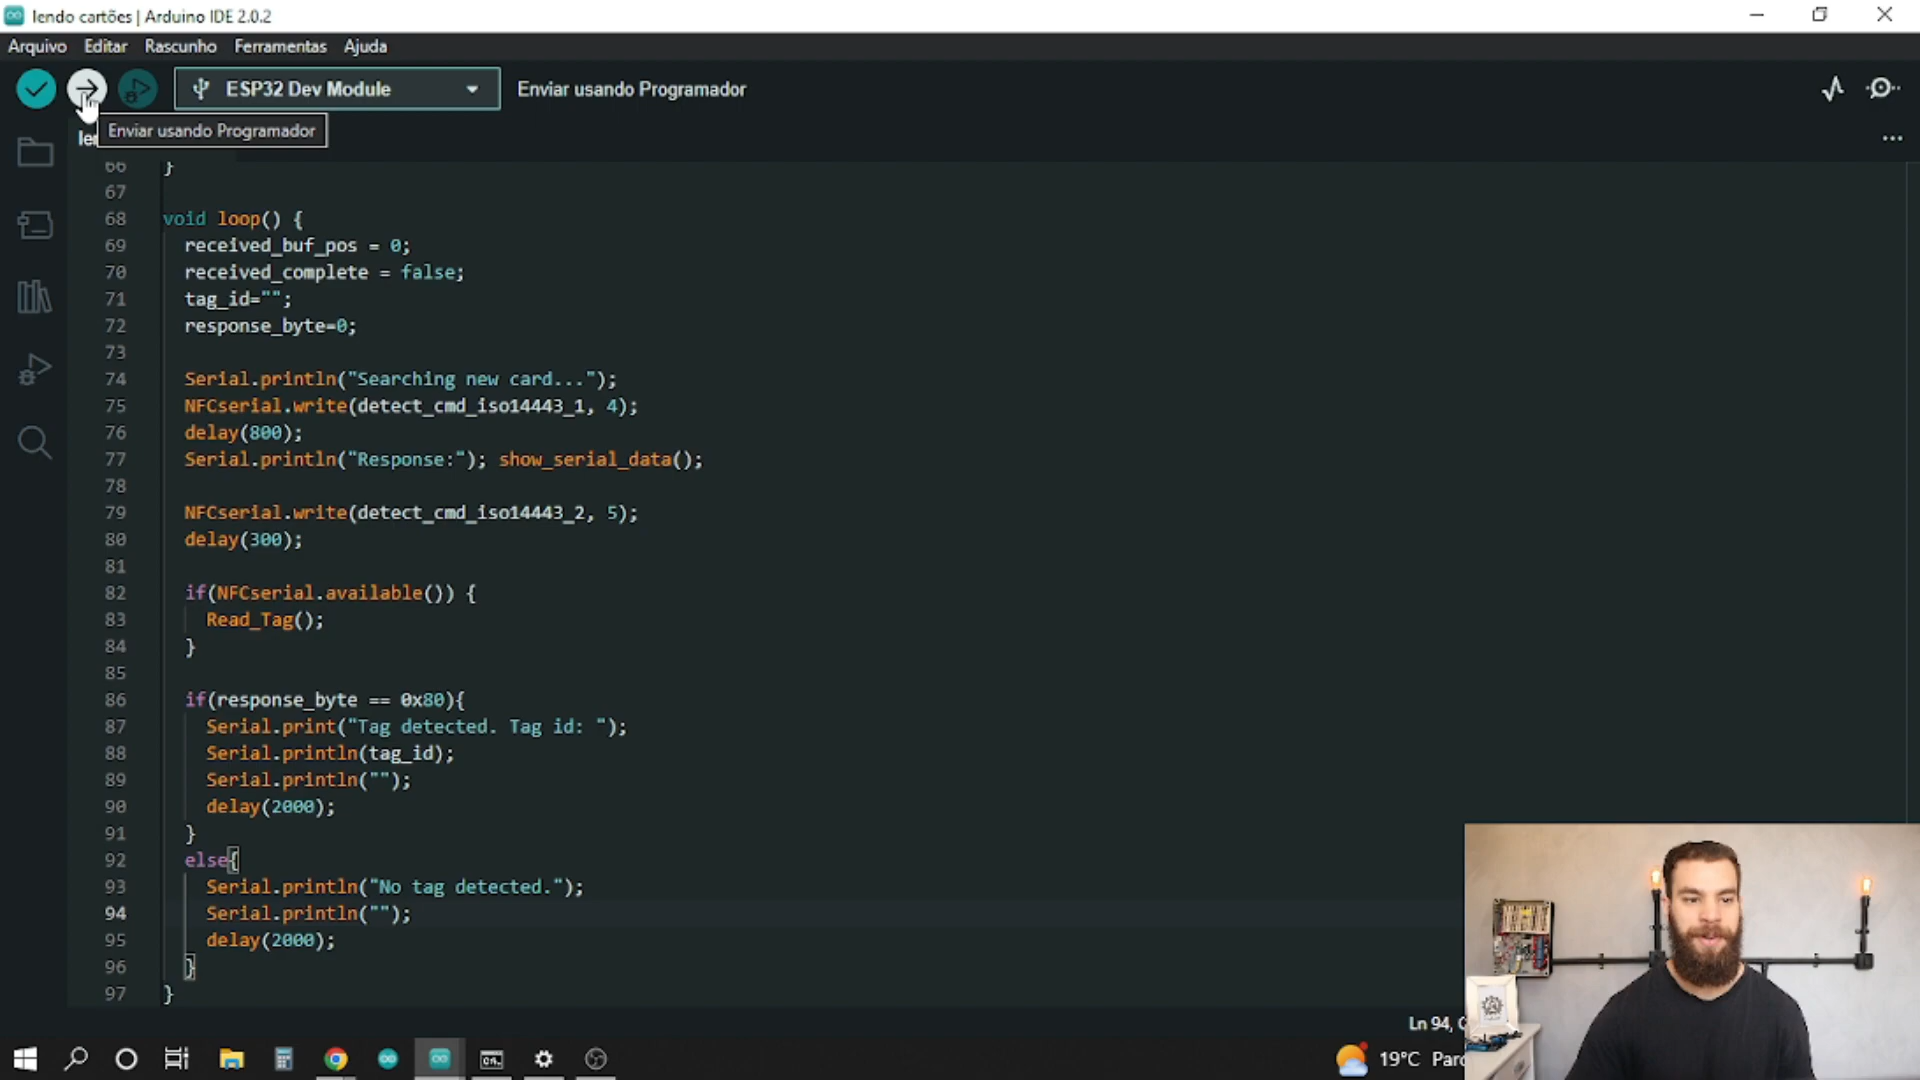 lendo cartões | Arduino IDE 2.0.2
Arquivo Editar Rascunho Ferramentas Ajuda
ESP32 Dev Module Enviar usando Programador
Enviar usando Programador
66 }
67
68 void loop() {
69 received_buf_pos = 0;
70 received_complete = false;
71 tag_id="";
72 response_byte=0;
73
74 Serial.println("Searching new card...");
75 NFCserial.write(detect_cmd_iso14443_1, 4);
76 delay(800);
77 Serial.println("Response:"); show_serial_data();
78
79 NFCserial.write(detect_cmd_iso14443_2, 5);
80 delay(300);
81
82 if(NFCserial.available()) {
83 Read_Tag();
84 }
85
86 if(response_byte == 0x80){
87 Serial.print("Tag detected. Tag id: ");
88 Serial.println(tag_id);
89 Serial.println("");
90 delay(2000);
91 }
92 else{
93 Serial.println("No tag detected.");
94 Serial.println("");
95 delay(2000);
96 }
97 }
Ln 94,
19°C